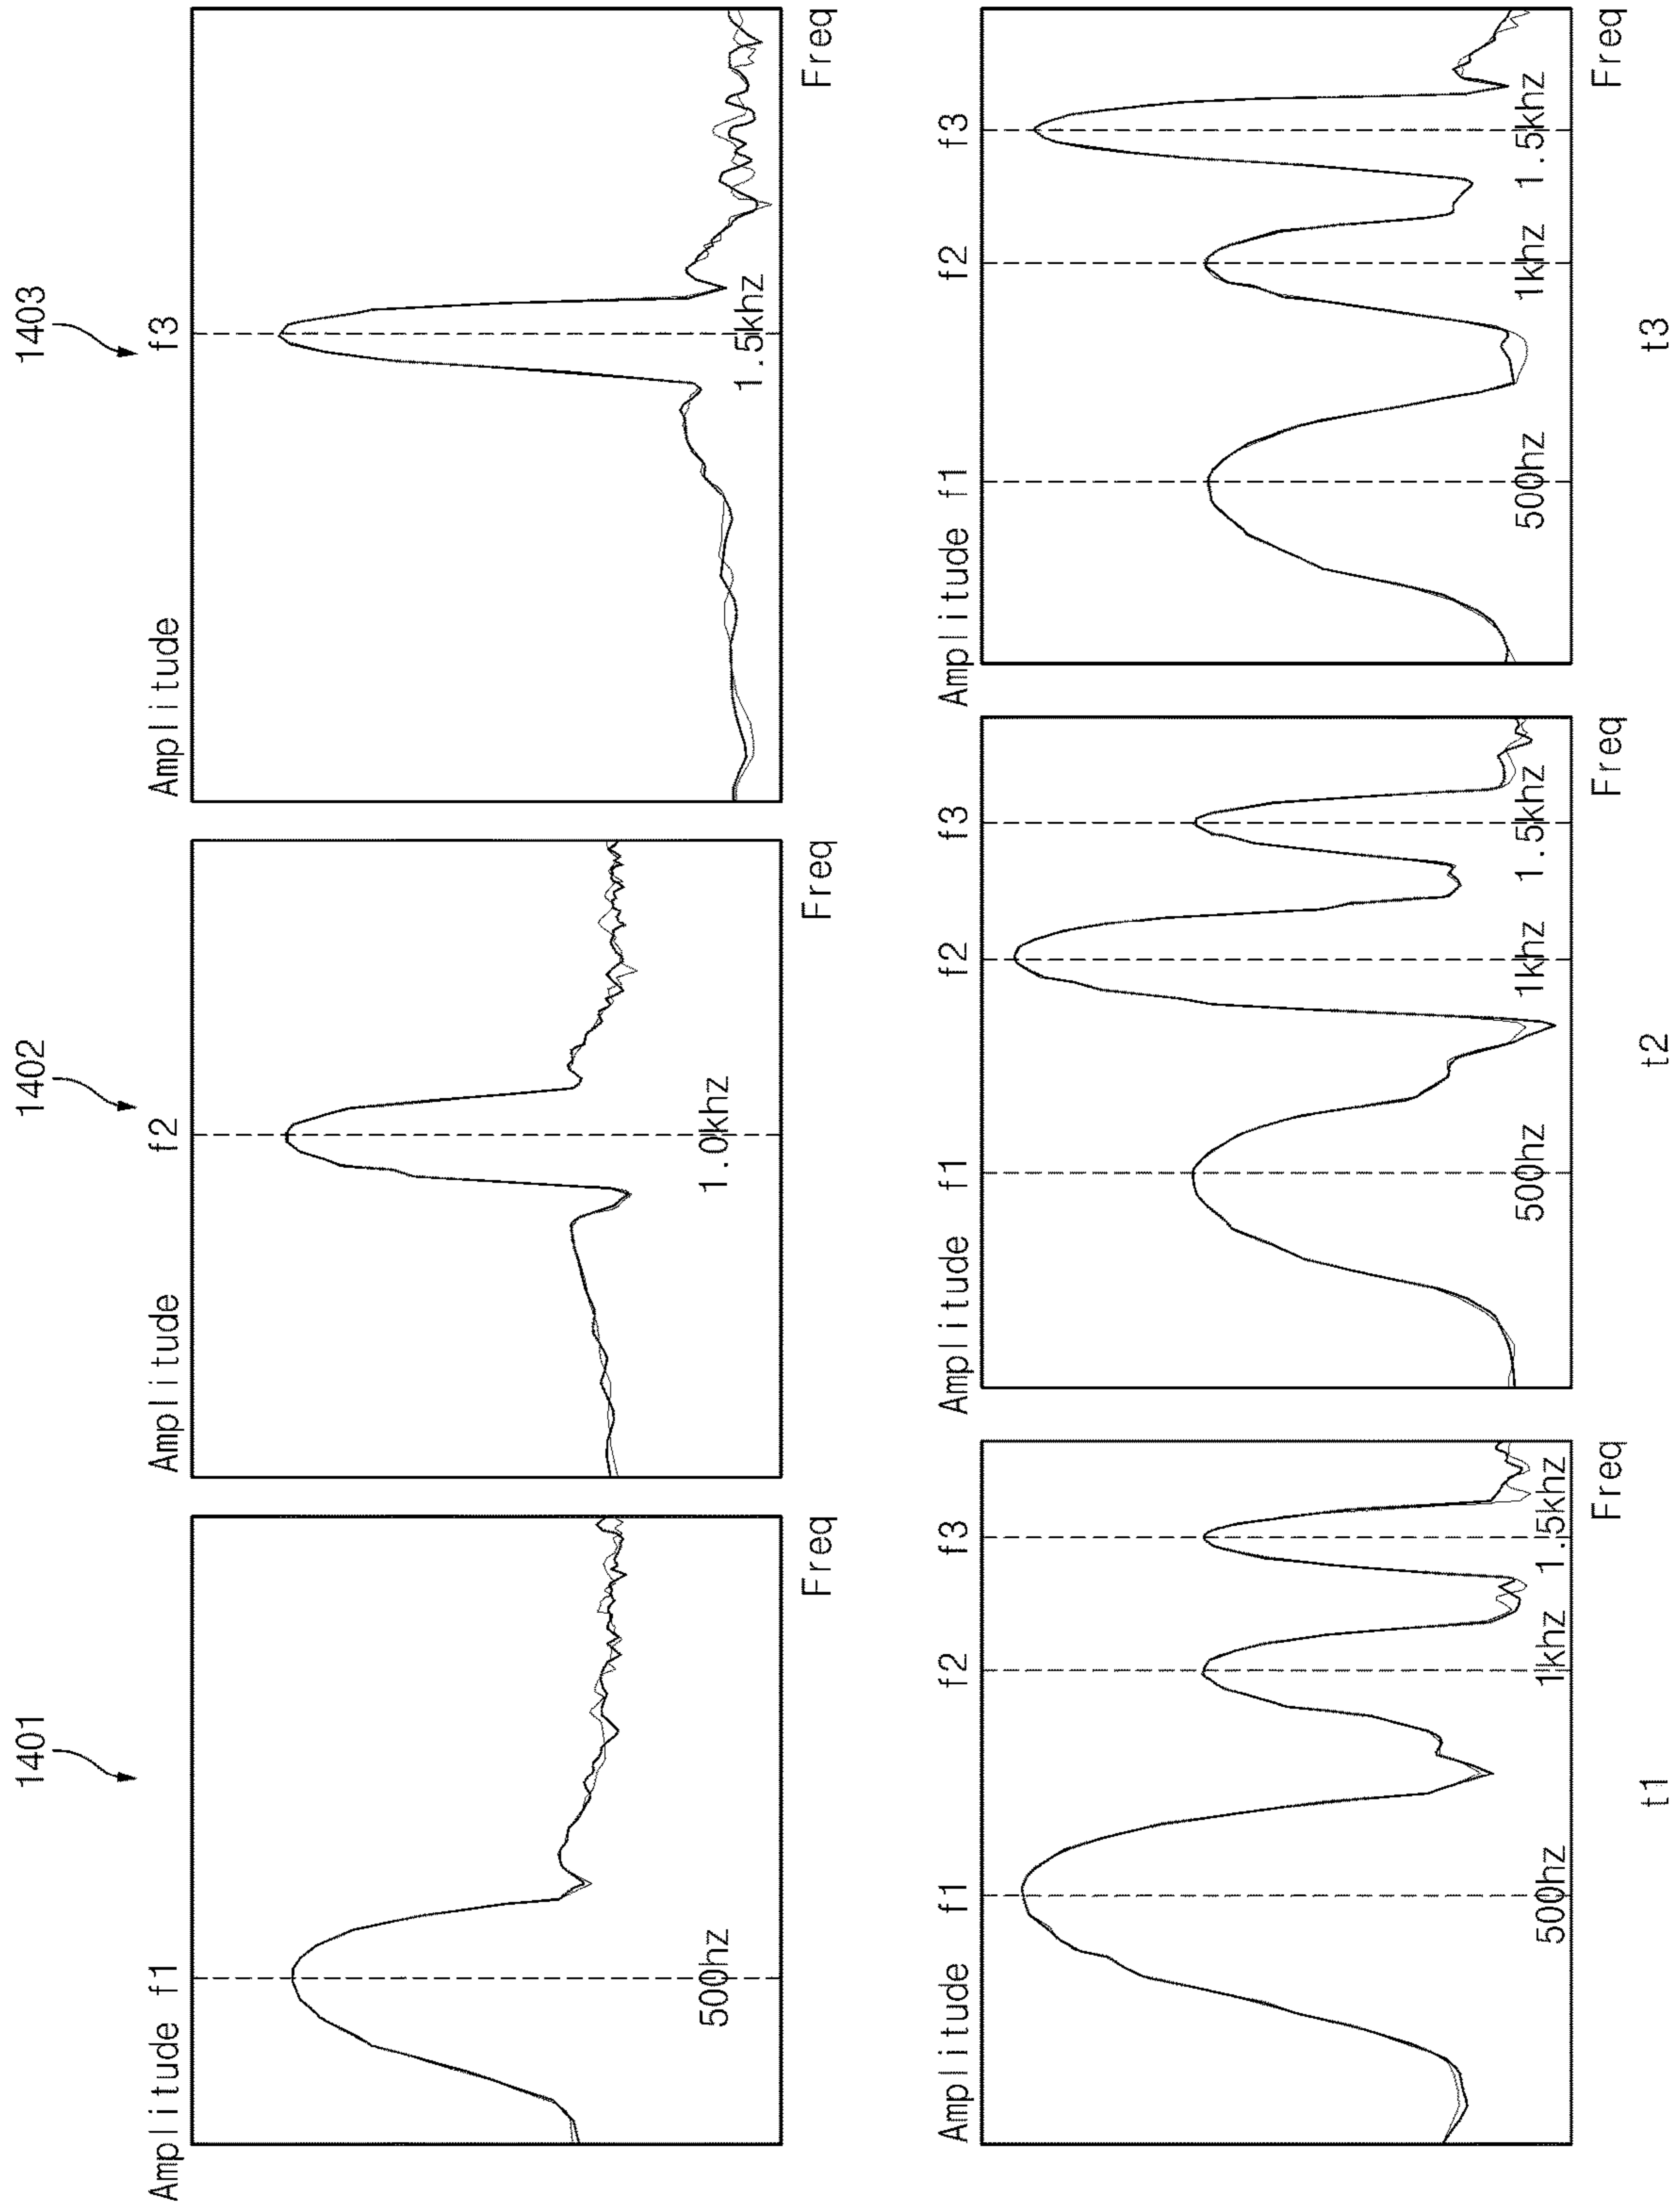 1401
Amplitude f1
500hz
Freq
1402
f2
Amplitude
1.0khz
Freq
1403
f3
Amplitude
1.5khz
Freq
Amplitude f1 f2 f3
500hz 1khz 1.5khz
Freq
t1
Amplitude f1 f2 f3
500hz 1khz 1.5khz
Freq
t2
Amplitude f1 f2 f3
500hz 1khz 1.5khz
Freq
t3